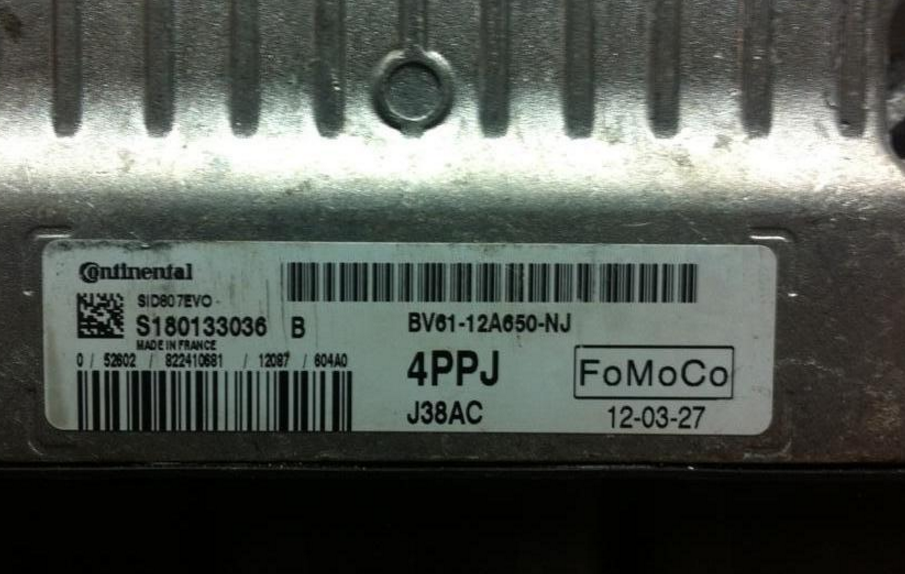 Continental
SID807EVO
S180133036 B
MADE IN FRANCE
0 / 52602 / 822410681 / 12087 / 604A0
BV61-12A650-NJ
4PPJ
FoMoCo
J38AC
12-03-27